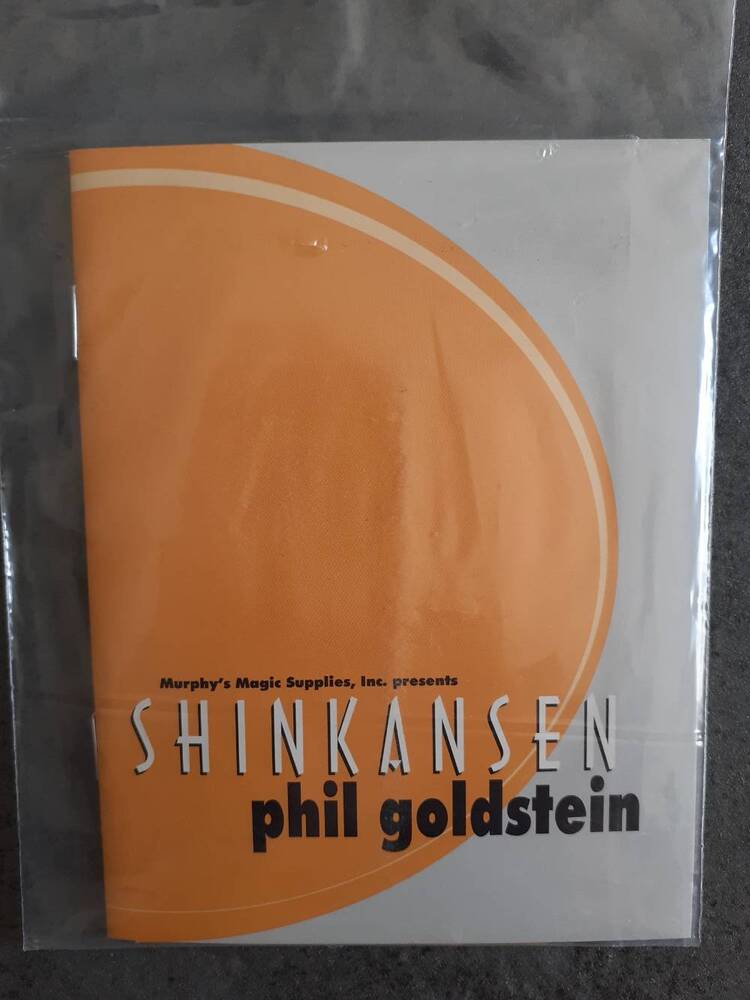 Murphy's Magic Supplies, Inc. presents
SHINKANSEN
phil goldstein